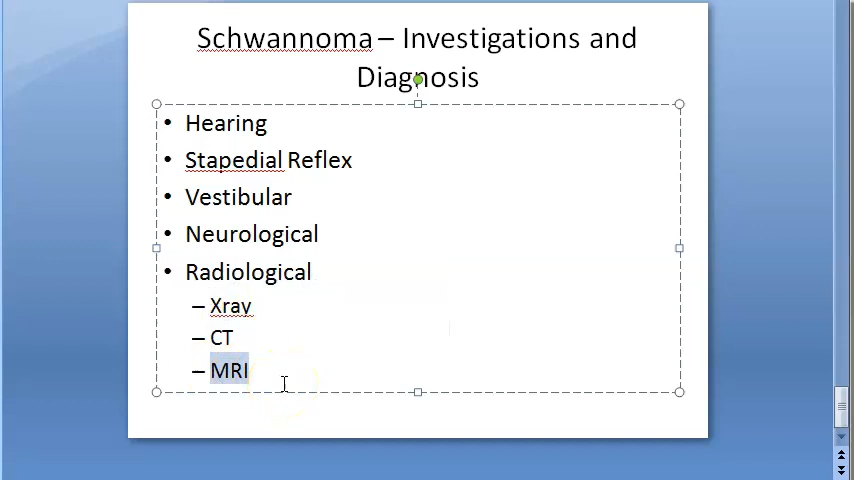 Schwannoma – Investigations and
Diagnosis
• Hearing
• Stapedial Reflex
• Vestibular
• Neurological
• Radiological
– Xray
– CT
– MRI